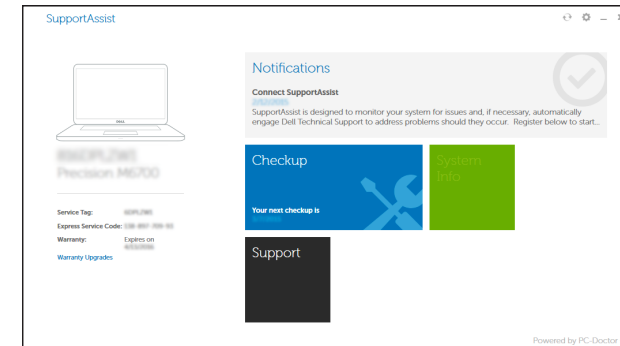 SupportAssist
Notifications
Connect SupportAssist
SupportAssist is designed to monitor your system for issues and, if necessary, automatically
engage Dell Technical Support to address problems should they occur. Register below to start...
DELL
Precision M6700
Checkup
Your next checkup is
System
Info
Service Tag:
Express Service Code:
Warranty: Expires on
Warranty Upgrades
Support
Powered by PC-Doctor